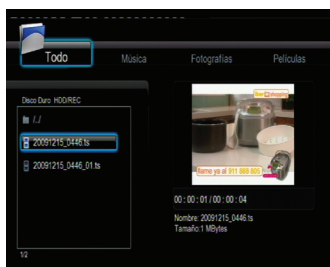 Todo Música Fotografías Películas
Disco Duro HDD/REC
/../
20091215_0446.ts
20091215_0446_01.ts
llame ya al 911 888 005
00 : 00 : 01 / 00 : 00 : 04
Nombre: 20091215_0446.ts
Tamaño:1 MBytes
1/2